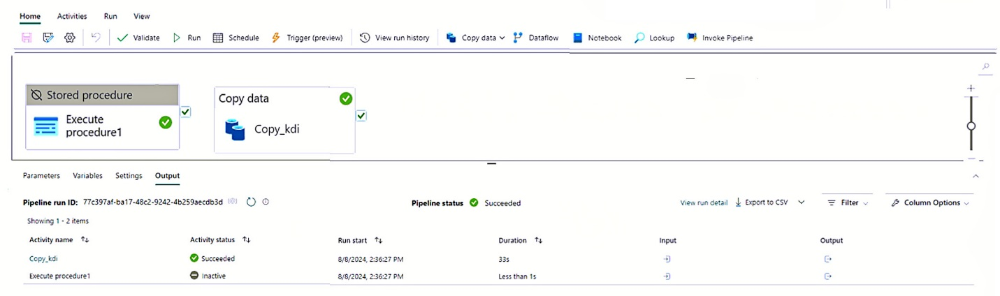 Home Activities Run View
Validate Run Schedule Trigger (preview) View run history Copy data Dataflow Notebook Lookup Invoke Pipeline
Stored procedure
Execute
procedure1
Copy data
Copy_kdi
Parameters Variables Settings Output
Pipeline run ID: 77c397af-ba17-48c2-9242-4b259aecdb3d
Pipeline status Succeeded
View run detail Export to CSV Filter Column Options
Showing 1 - 2 items
Activity name Activity status Run start Duration Input Output
Copy_kdi Succeeded 8/8/2024, 2:36:27 PM 33s
Execute procedure1 Inactive 8/8/2024, 2:36:27 PM Less than 1s